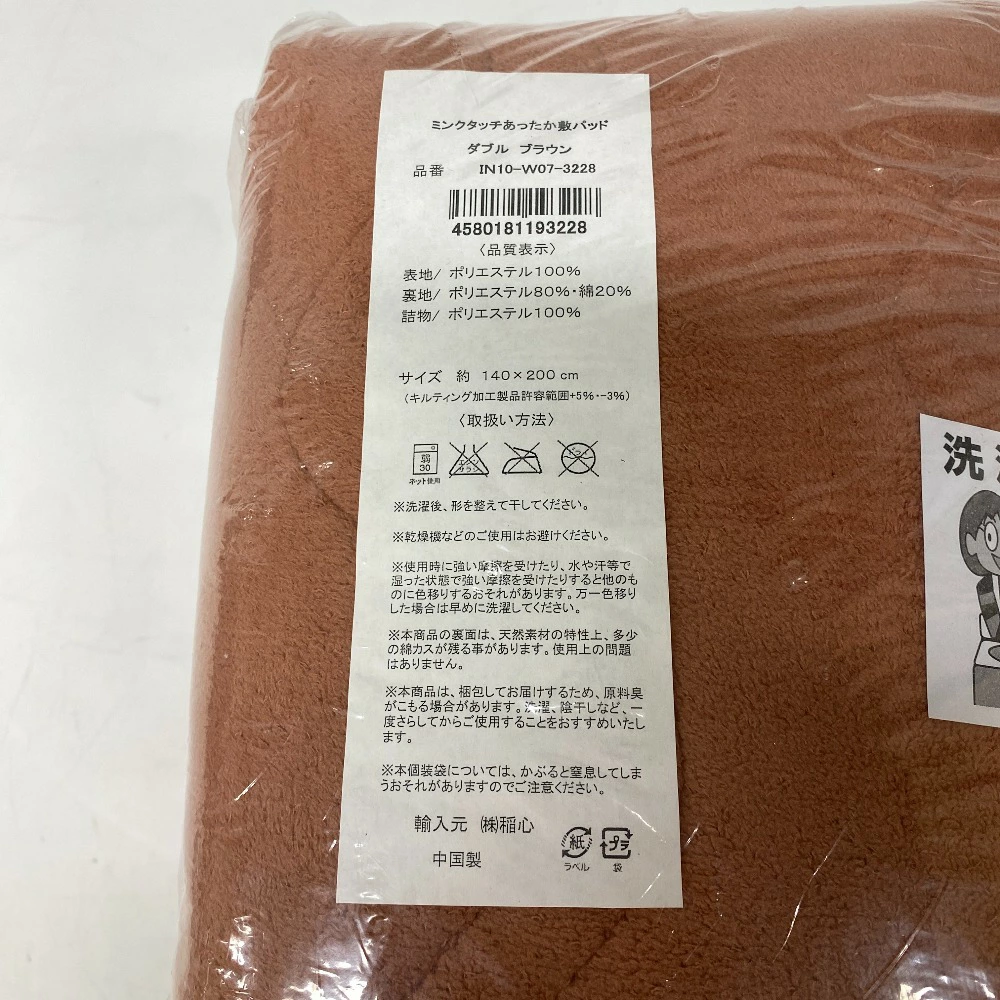 ミンクタッチあったか敷パッド
ダブル ブラウン
品番 IN10-W07-3228
4580181193228
〈品質表示〉
表地/ ポリエステル100%
裏地/ ポリエステル80%・綿20%
詰物/ ポリエステル100%
サイズ 約 140×200cm
(キルティング加工製品許容範囲+5%・-3%)
〈取扱い方法〉
弱
30
ネット使用
エンソ
サラシ
※洗濯後、形を整えて干してください。
※乾燥機などのご使用はお避けください。
※使用時に強い摩擦を受けたり、水や汗等で
湿った状態で強い摩擦を受けたりすると他のも
のに色移りするおそれがあります。万一色移り
した場合は早めに洗濯してください。
※本商品の裏面は、天然素材の特性上、多少
の綿カスが残る事があります。使用上の問題
はありません。
※本商品は、梱包してお届けするため、原料臭
がこもる場合があります。洗濯、陰干しなど、一
度さらしてからご使用することをおすすめいたし
ます。
※本個装袋については、かぶると窒息してしま
うおそれがありますのでご注意ください。
輸入元 ㈱稲心
中国製
紙
ラベル
プラ
袋
洗